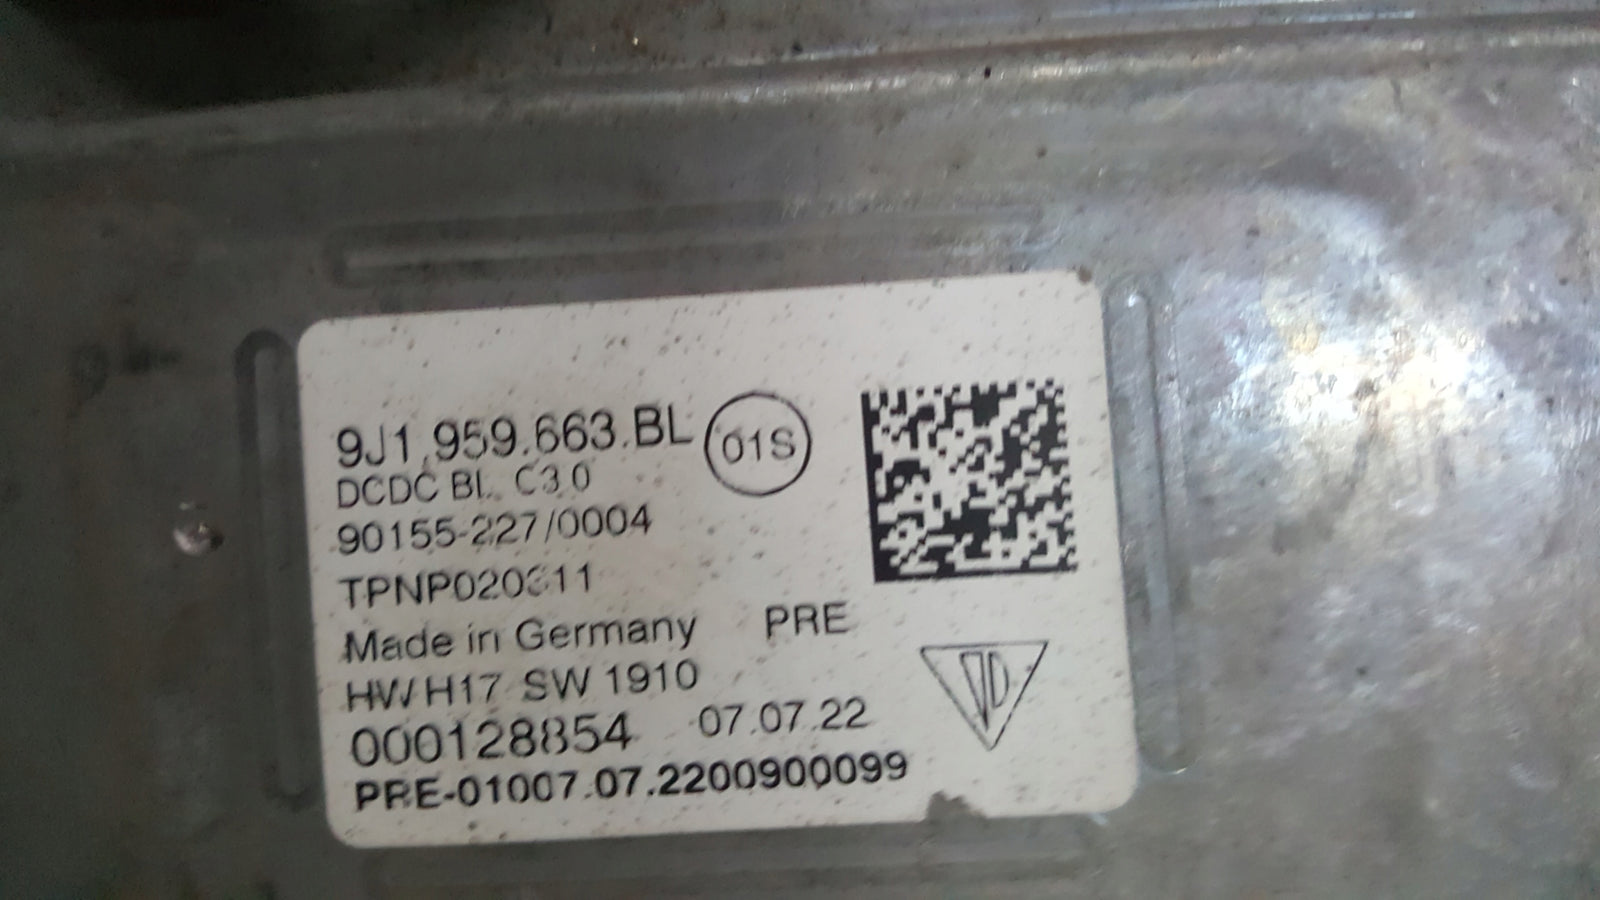 9J1.959.663.BL 01S
DCDC BL C3.0
90155-227/0004
TPNP020311
Made in Germany PRE
HW H17 SW 1910
000128854 07.07.22
PRE-01007.07.2200900099